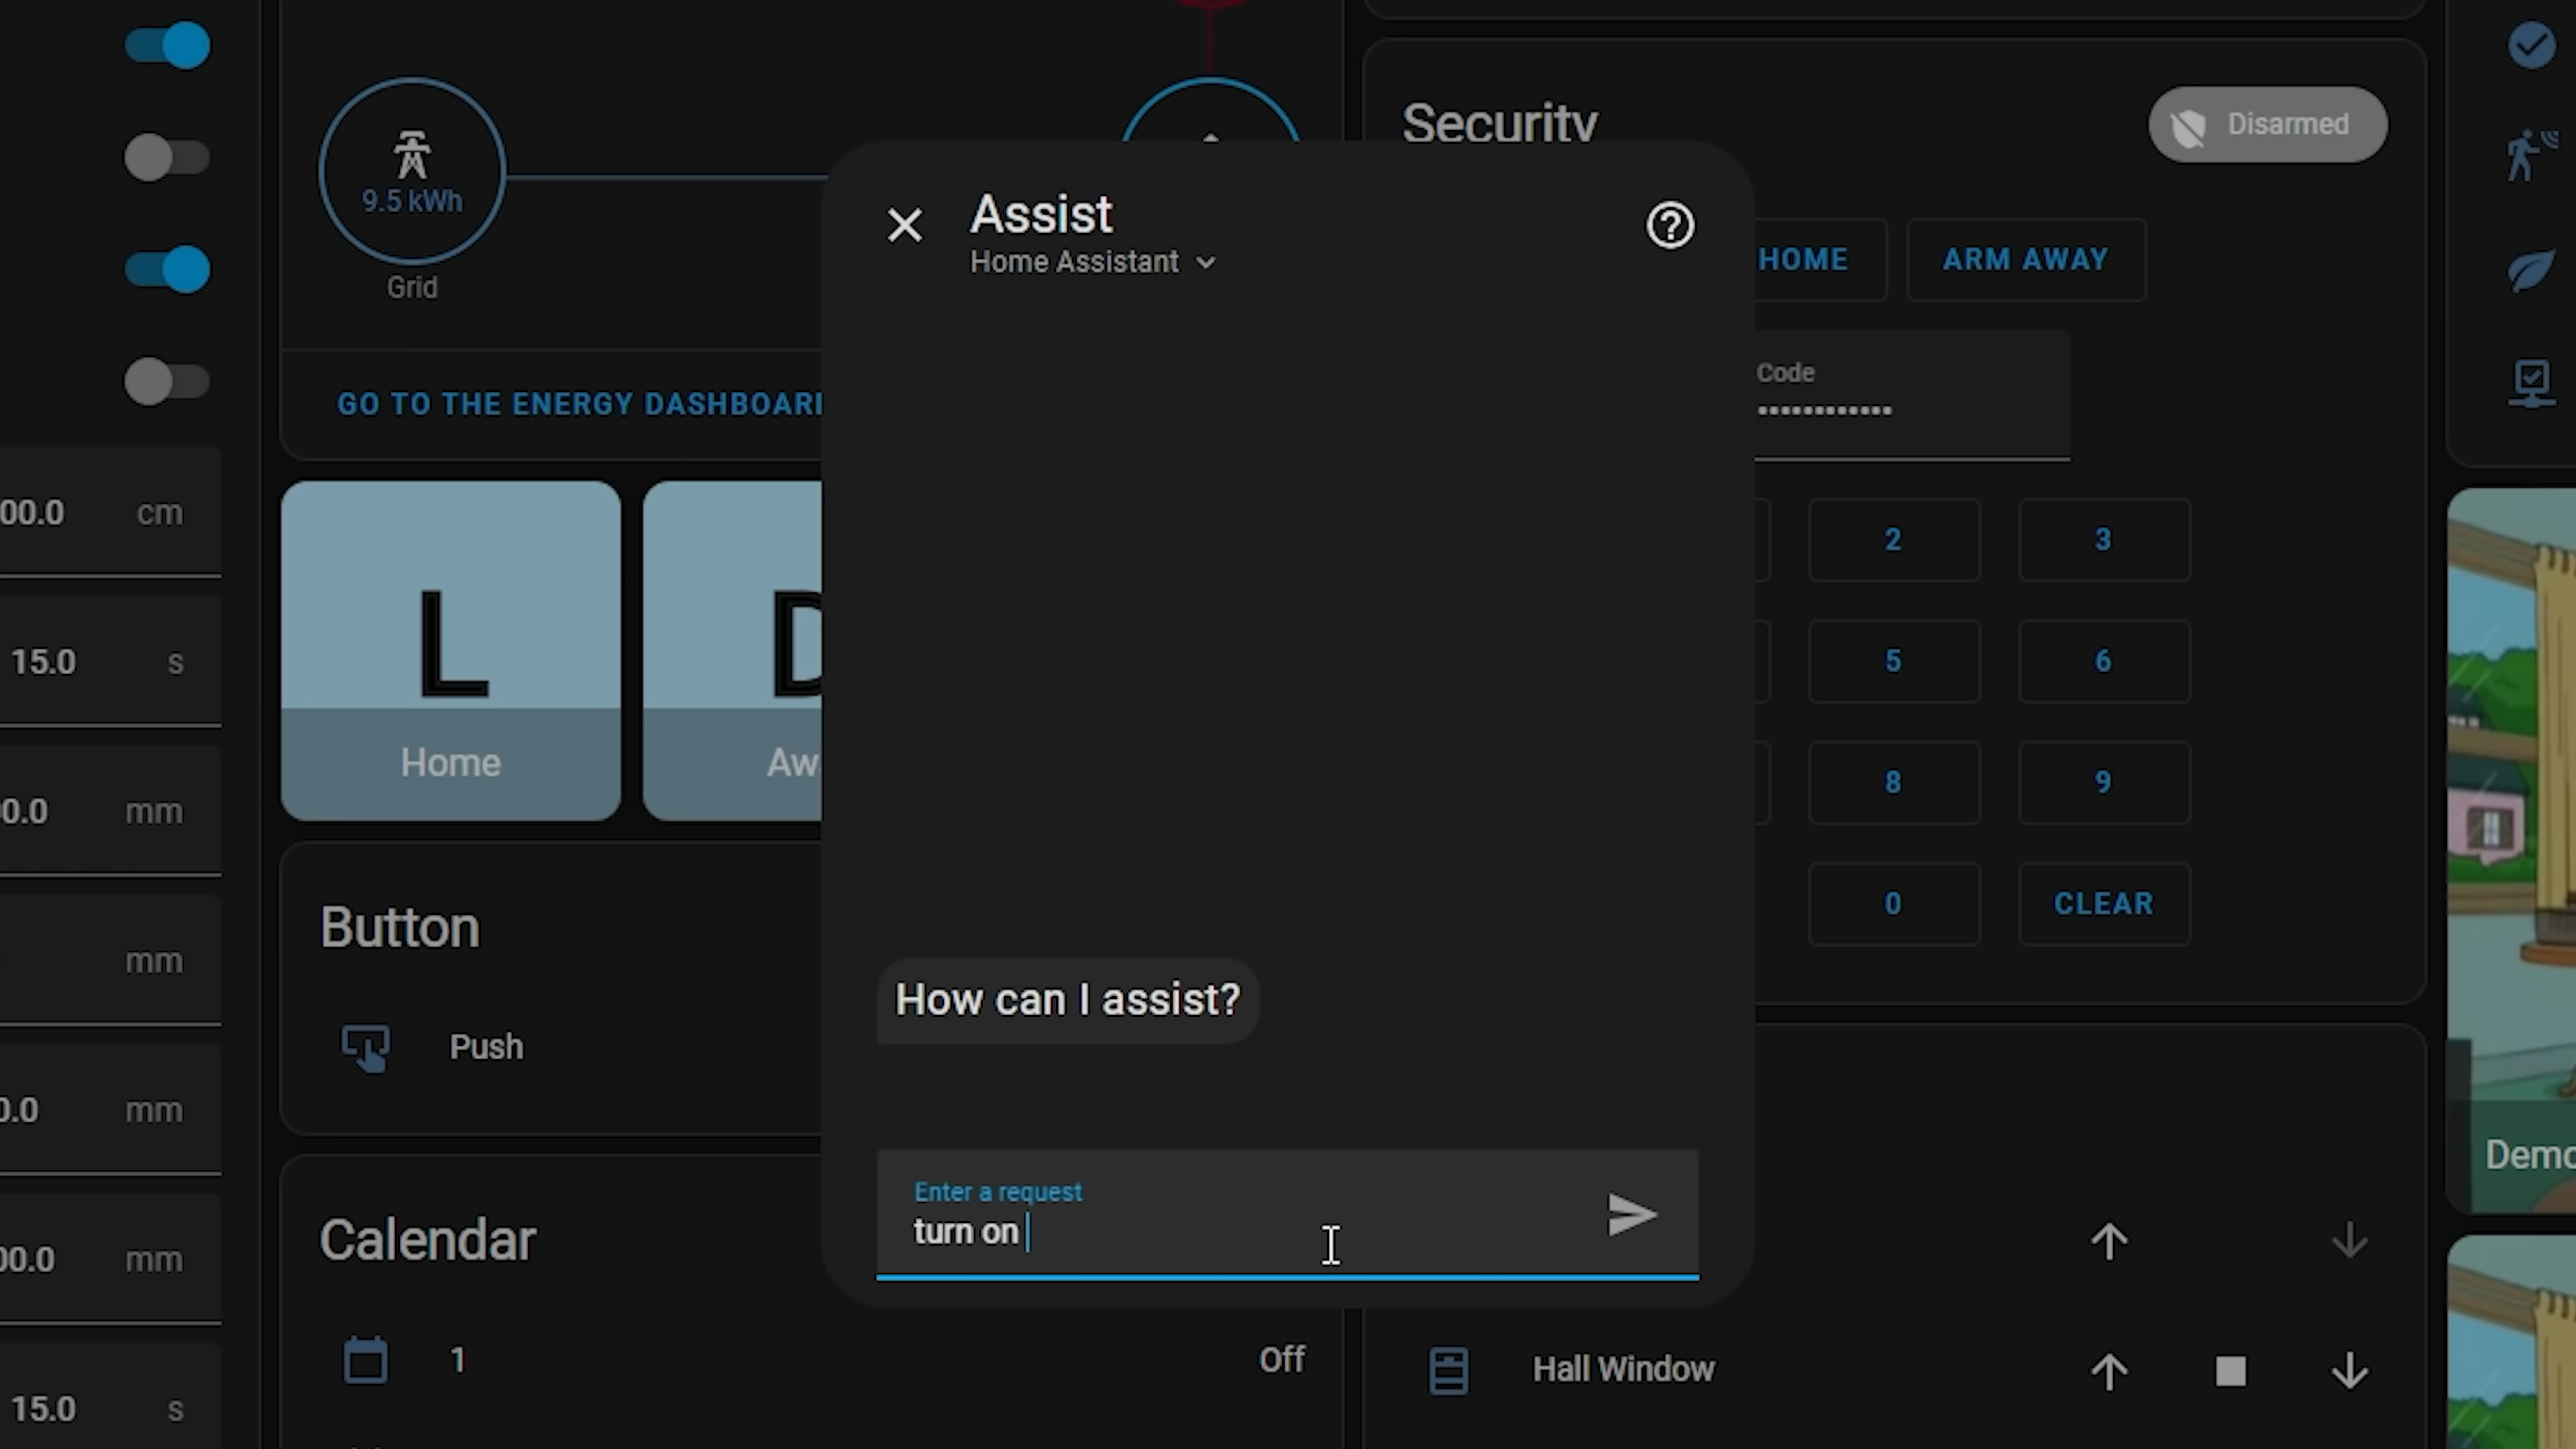 9.5 kWh
Grid
GO TO THE ENERGY DASHBOARD
00.0 cm
15.0 s
00.0 mm
mm
0.0 mm
00.0 mm
15.0 s
L
Home
D
Aw
Button
Push
Calendar
1 Off
Assist
Home Assistant
How can I assist?
Enter a request
turn on
Security
Disarmed
HOME
ARM AWAY
Code
••••••••••••
2 3
5 6
8 9
0 CLEAR
Hall Window
Demo